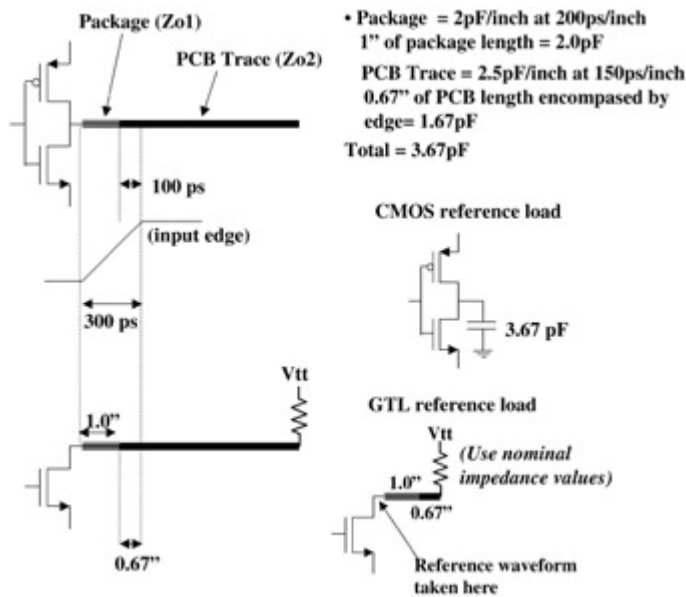 Package (Zo1)
PCB Trace (Zo2)
100 ps
(input edge)
300 ps
Vtt
1.0”
0.67”
• Package = 2pF/inch at 200ps/inch
1” of package length = 2.0pF
PCB Trace = 2.5pF/inch at 150ps/inch
0.67” of PCB length encompased by
edge= 1.67pF
Total = 3.67pF
CMOS reference load
3.67 pF
GTL reference load
Vtt
(Use nominal
impedance values)
1.0”
0.67”
Reference waveform
taken here